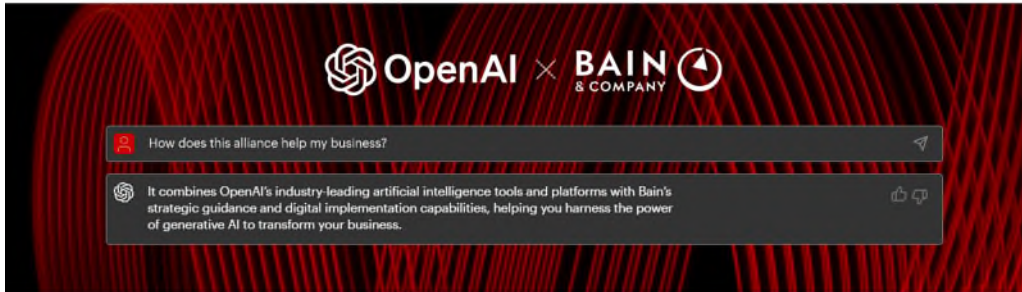 OpenAI × BAIN & COMPANY
How does this alliance help my business?
It combines OpenAI's industry-leading artificial intelligence tools and platforms with Bain's
strategic guidance and digital implementation capabilities, helping you harness the power
of generative AI to transform your business.